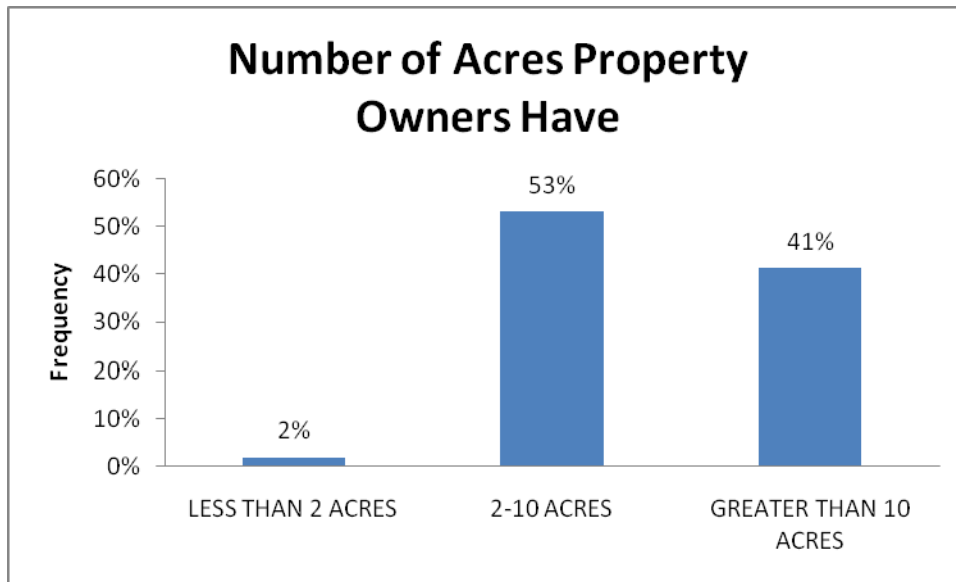 Number of Acres Property
Owners Have
60%
50%
40%
30%
20%
10%
0%
Frequency
2%
53%
41%
LESS THAN 2 ACRES
2-10 ACRES
GREATER THAN 10
ACRES